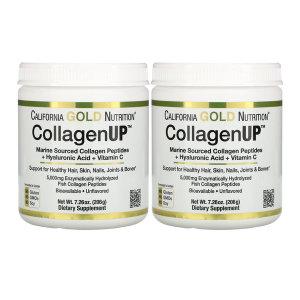 CALIFORNIA GOLD NUTRITION
CollagenUP™
Marine Sourced Collagen Peptides
+ Hyaluronic Acid + Vitamin C
Support for Healthy Hair, Skin, Nails, Joints & Bones
5,000mg Enzymatically Hydrolyzed
Fish Collagen Peptides
Bioavailable • Unflavored
Net Wt. 7.26oz. (206g)
Dietary Supplement
CALIFORNIA GOLD NUTRITION
CollagenUP™
Marine Sourced Collagen Peptides
+ Hyaluronic Acid + Vitamin C
Support for Healthy Hair, Skin, Nails, Joints & Bones
5,000mg Enzymatically Hydrolyzed
Fish Collagen Peptides
Bioavailable • Unflavored
Net Wt. 7.26oz. (206g)
Dietary Supplement